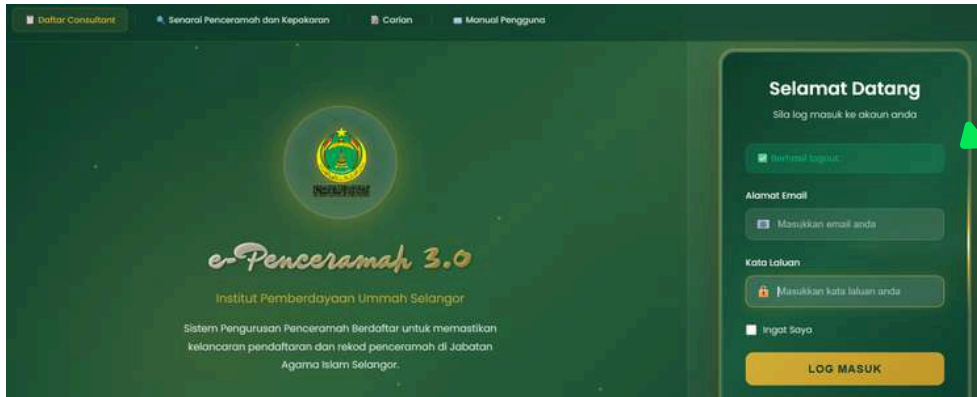 Daftar Consultant
Senarai Penceramah dan Kepakaran
Carian
Manual Pengguna
e-Penceramah 3.0
Institut Pemberdayaan Ummah Selangor
Sistem Pengurusan Penceramah Berdaftar untuk memastikan
kelancaran pendaftaran dan rekod penceramah di Jabatan
Agama Islam Selangor.
Selamat Datang
Sila log masuk ke akaun anda
Berhasil logout.
Alamat Email
Masukkan email anda
Kata Laluan
Masukkan kata laluan anda
Ingat Saya
LOG MASUK